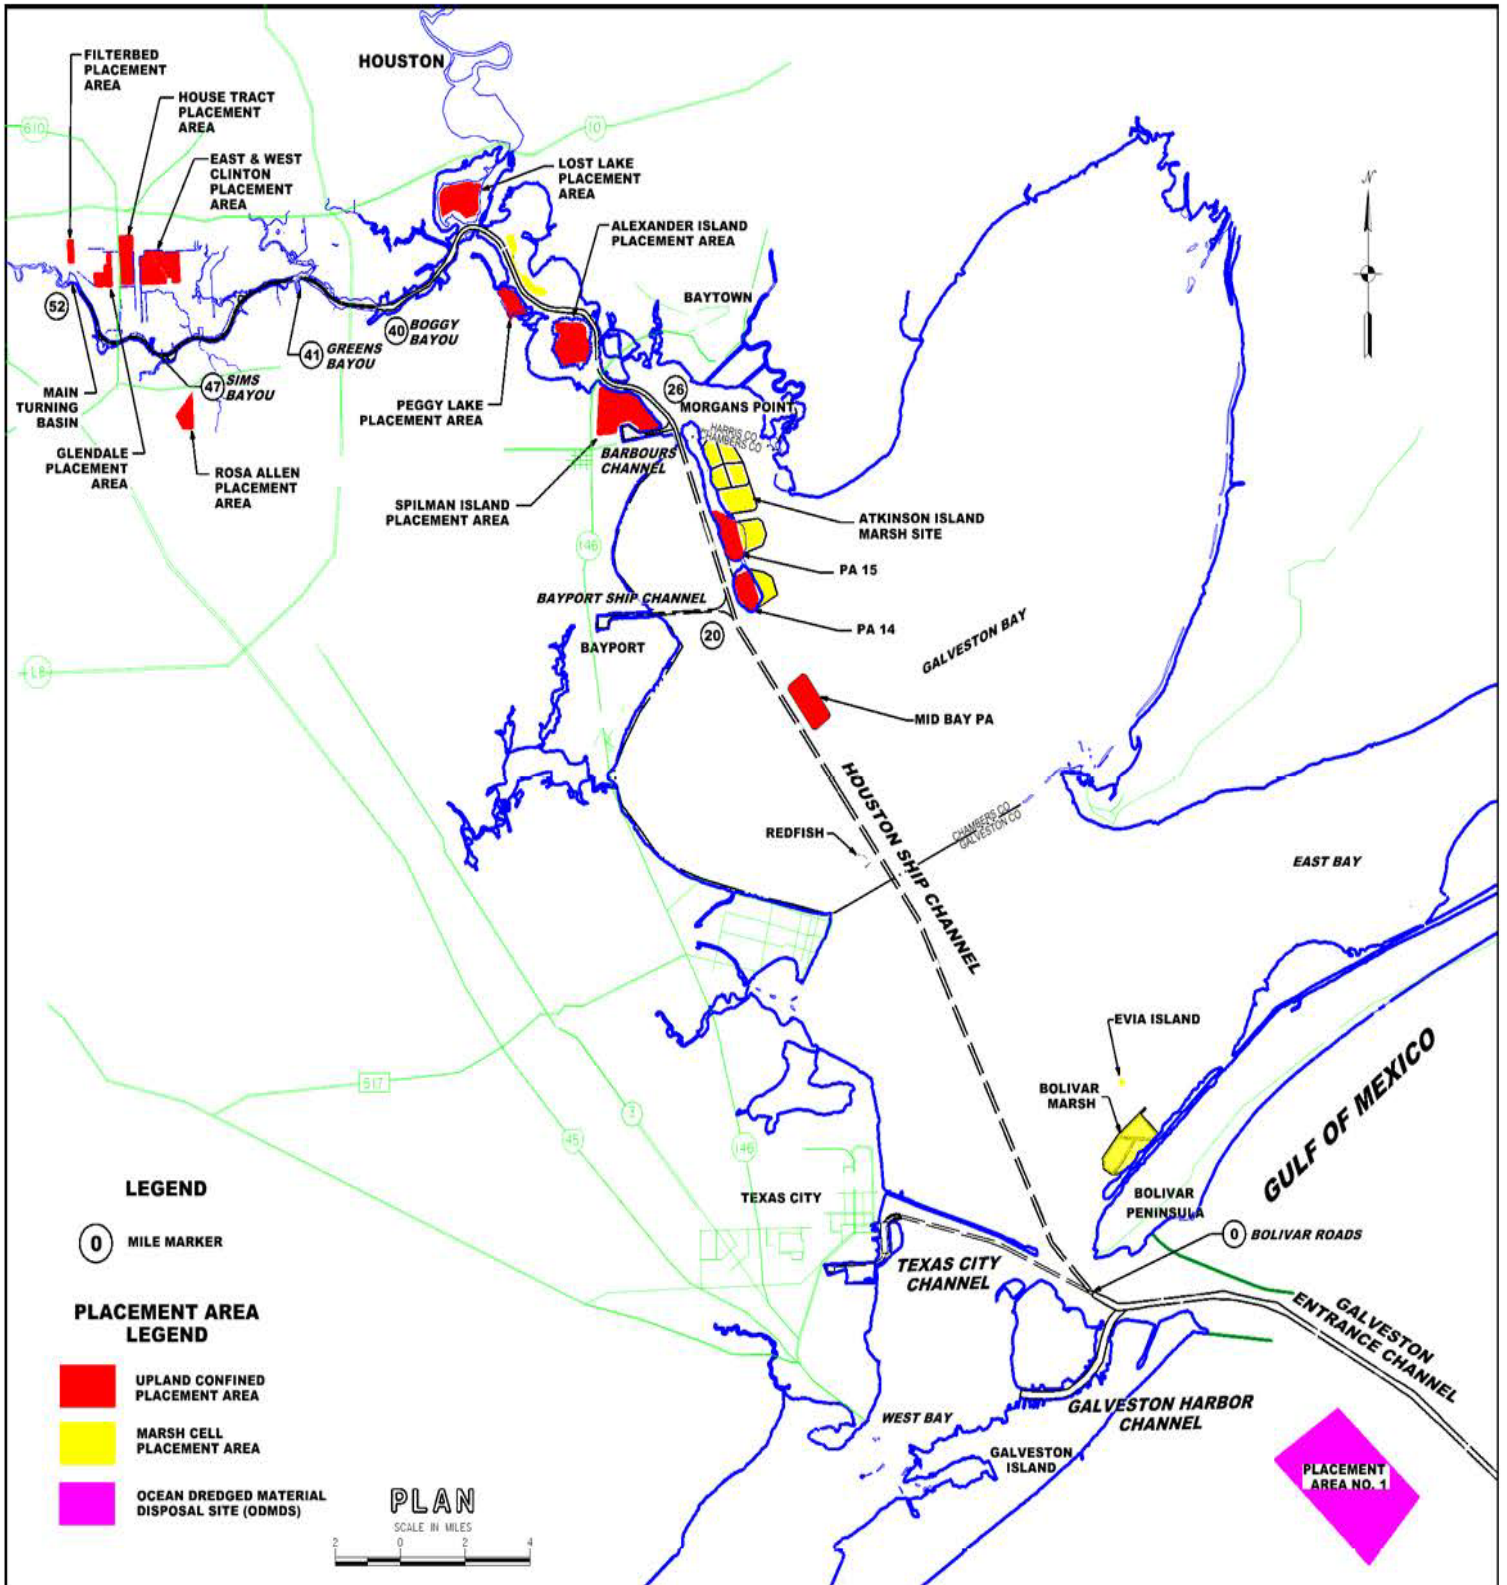 HOUSTON
FILTERBED
PLACEMENT
AREA
HOUSE TRACT
PLACEMENT
AREA
EAST & WEST
CLINTON
PLACEMENT
AREA
610
10
LOST LAKE
PLACEMENT
AREA
ALEXANDER ISLAND
PLACEMENT AREA
N
BAYTOWN
52
40
BOGGY
BAYOU
41
GREENS
BAYOU
47
SIMS
BAYOU
MAIN
TURNING
BASIN
GLENDALE
PLACEMENT
AREA
ROSA ALLEN
PLACEMENT
AREA
PEGGY LAKE
PLACEMENT AREA
26
MORGANS POINT
HARRIS CO
CHAMBERS CO
BARBOURS
CHANNEL
SPILMAN ISLAND
PLACEMENT AREA
ATKINSON ISLAND
MARSH SITE
146
PA 15
BAYPORT SHIP CHANNEL
PA 14
20
BAYPORT
GALVESTON BAY
L8
MID BAY PA
HOUSTON SHIP CHANNEL
REDFISH
CHAMBERS CO
GALVESTON CO
EAST BAY
EVIA ISLAND
BOLIVAR
MARSH
GULF OF MEXICO
517
3
45
146
TEXAS CITY
BOLIVAR
PENINSULA
0
BOLIVAR ROADS
TEXAS CITY
CHANNEL
GALVESTON
ENTRANCE CHANNEL
GALVESTON HARBOR
CHANNEL
WEST BAY
GALVESTON
ISLAND
PLACEMENT
AREA NO. 1
LEGEND
0
MILE MARKER
PLACEMENT AREA
LEGEND
UPLAND CONFINED
PLACEMENT AREA
MARSH CELL
PLACEMENT AREA
OCEAN DREDGED MATERIAL
DISPOSAL SITE (ODMDS)
PLAN
SCALE IN MILES
2 0 2 4